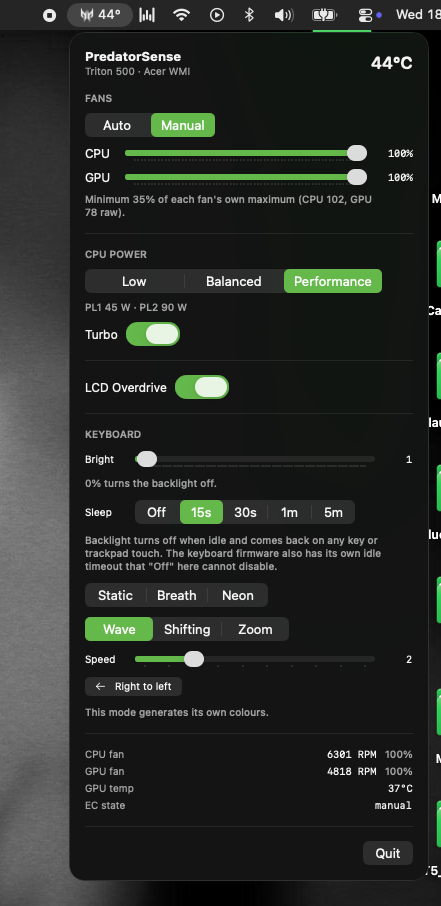 44° Wed 18
PredatorSense
Triton 500 · Acer WMI
44°C
FANS
Auto Manual
CPU 100%
GPU 100%
Minimum 35% of each fan's own maximum (CPU 102, GPU
78 raw).
CPU POWER
Low Balanced Performance
PL1 45 W · PL2 90 W
Turbo
LCD Overdrive
KEYBOARD
Bright 1
0% turns the backlight off.
Sleep Off 15s 30s 1m 5m
Backlight turns off when idle and comes back on any key or
trackpad touch. The keyboard firmware also has its own idle
timeout that "Off" here cannot disable.
Static Breath Neon
Wave Shifting Zoom
Speed 2
← Right to left
This mode generates its own colours.
CPU fan 6301 RPM 100%
GPU fan 4818 RPM 100%
GPU temp 37°C
EC state manual
Quit